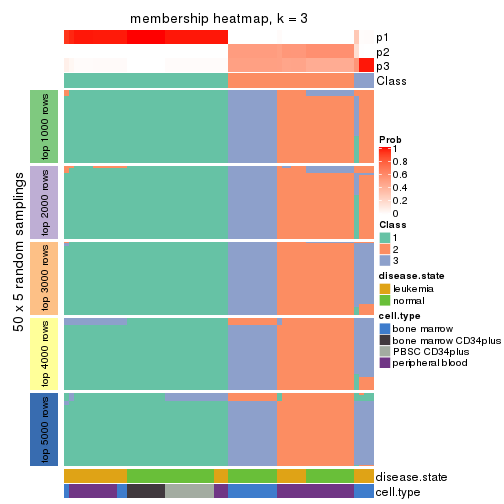 membership heatmap, k = 3
p1
p2
p3
Class
50 x 5 random samplings
top 1000 rows
top 2000 rows
top 3000 rows
top 4000 rows
top 5000 rows
Prob
1
0.8
0.6
0.4
0.2
0
Class
1
2
3
disease.state
leukemia
normal
cell.type
bone marrow
bone marrow CD34plus
PBSC CD34plus
peripheral blood
disease.state
cell.type